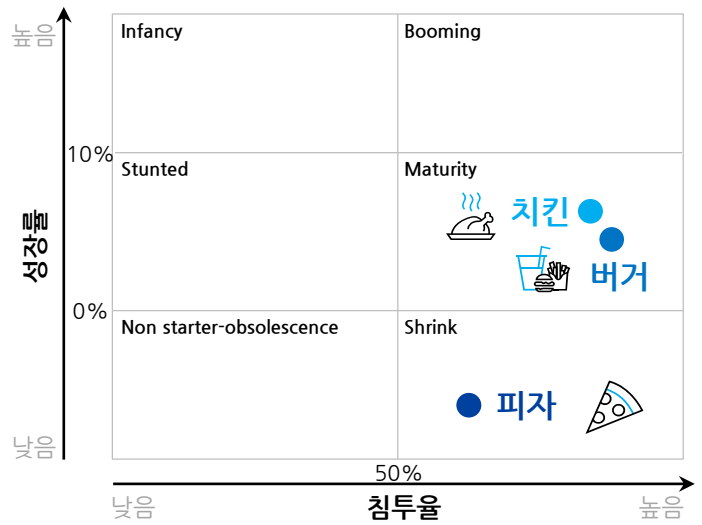 높음
Infancy
Booming
10%
Stunted
Maturity
치킨
성장률
버거
0%
Non starter-obsolescence
Shrink
피자
낮음
50%
낮음
침투율
높음